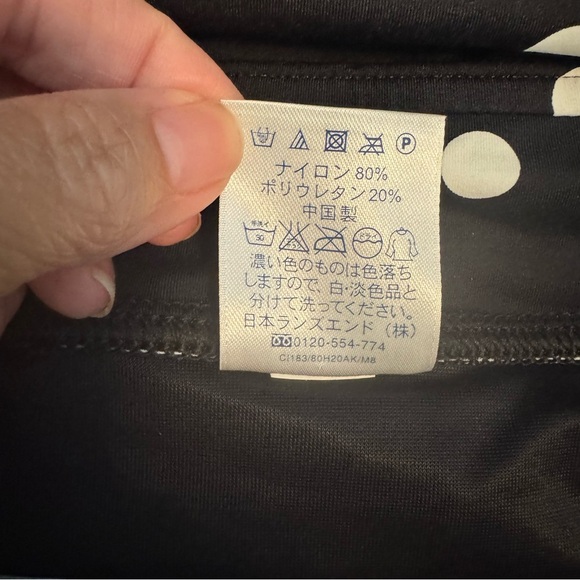 P
ナイロン 80%
ポリウレタン 20%
中国製
手洗イ 30 ドライ
濃い色のものは色落ち
しますので、白・淡色品と
分けて洗ってください。
日本ランズエンド（株）
0120-554-774
CI183/80H20AK/M8